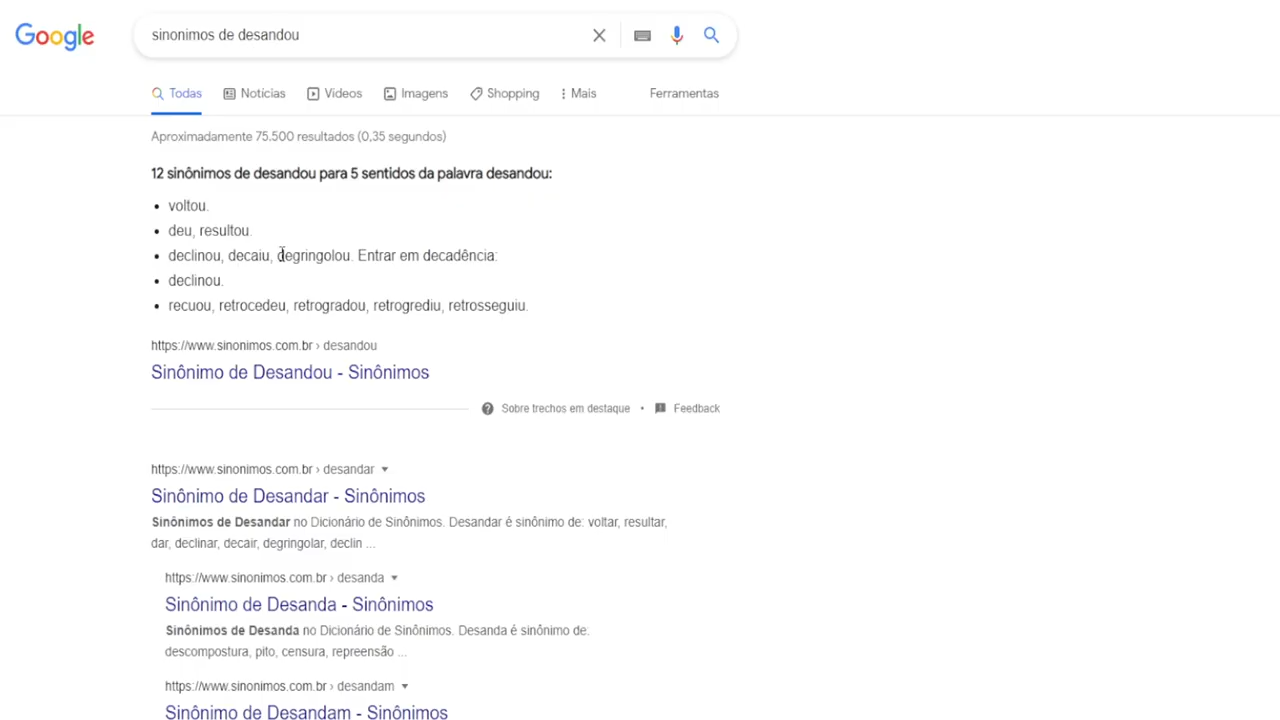 Google
sinonimos de desandou
Todas Notícias Vídeos Imagens Shopping Mais Ferramentas
Aproximadamente 75.500 resultados (0,35 segundos)
12 sinônimos de desandou para 5 sentidos da palavra desandou:
voltou.
deu, resultou.
declinou, decaiu, degringolou. Entrar em decadência:
declinou.
recuou, retrocedeu, retrogradou, retrogrediu, retrosseguiu.
https://www.sinonimos.com.br › desandou
Sinônimo de Desandou - Sinônimos
Sobre trechos em destaque • Feedback
https://www.sinonimos.com.br › desandar
Sinônimo de Desandar - Sinônimos
Sinônimos de Desandar no Dicionário de Sinônimos. Desandar é sinônimo de: voltar, resultar,
dar, declinar, decair, degringolar, declin ...
https://www.sinonimos.com.br › desanda
Sinônimo de Desanda - Sinônimos
Sinônimos de Desanda no Dicionário de Sinônimos. Desanda é sinônimo de:
descompostura, pito, censura, repreensão ...
https://www.sinonimos.com.br › desandam
Sinônimo de Desandam - Sinônimos